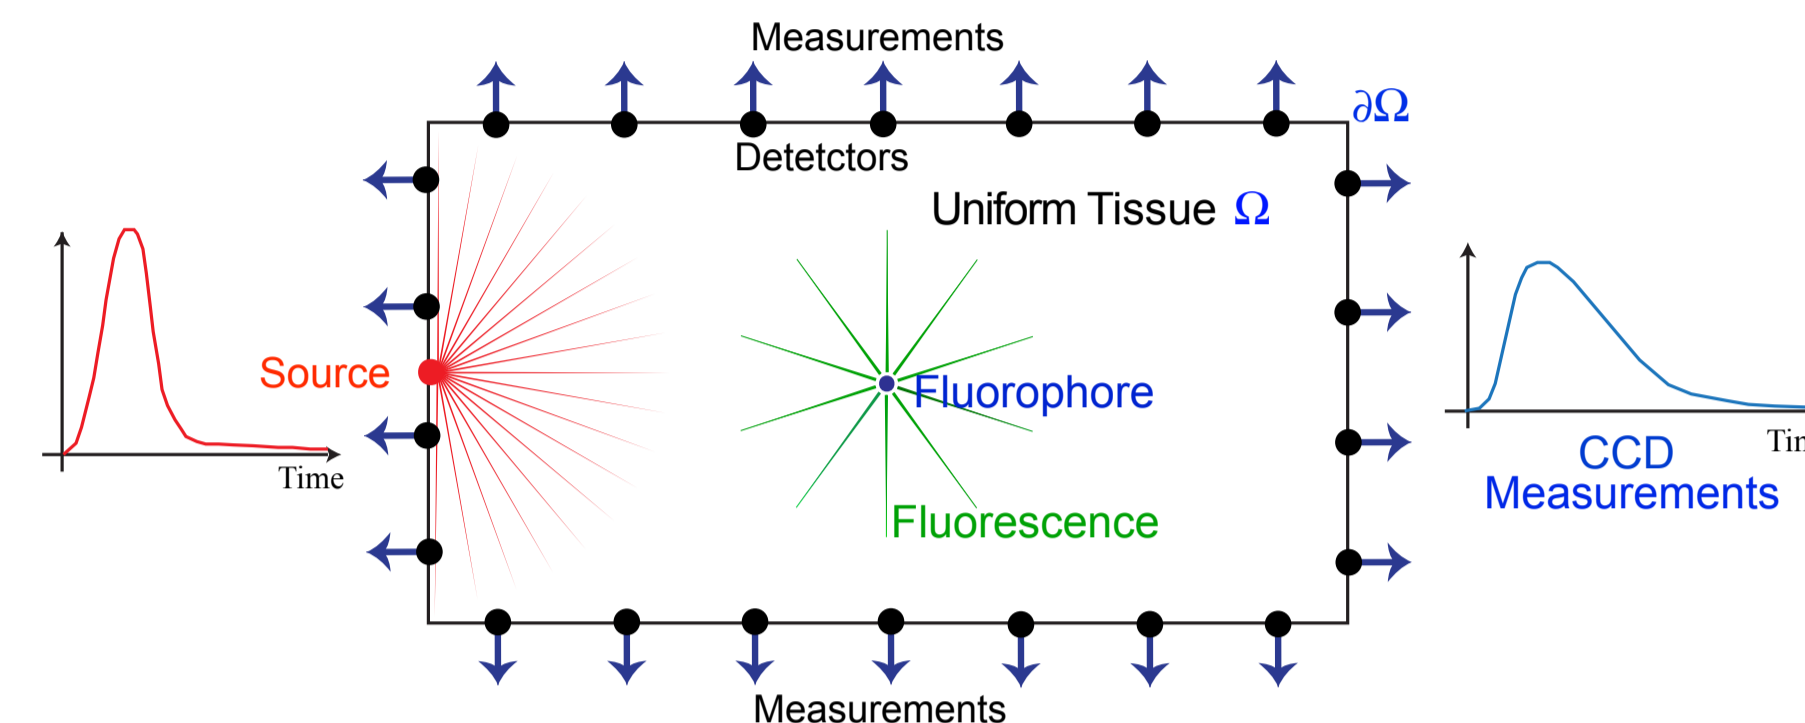 Measurements
∂Ω
Detetctors
Uniform Tissue Ω
Source
Fluorophore
Time
CCD
Measurements
Fluorescence
Measurements